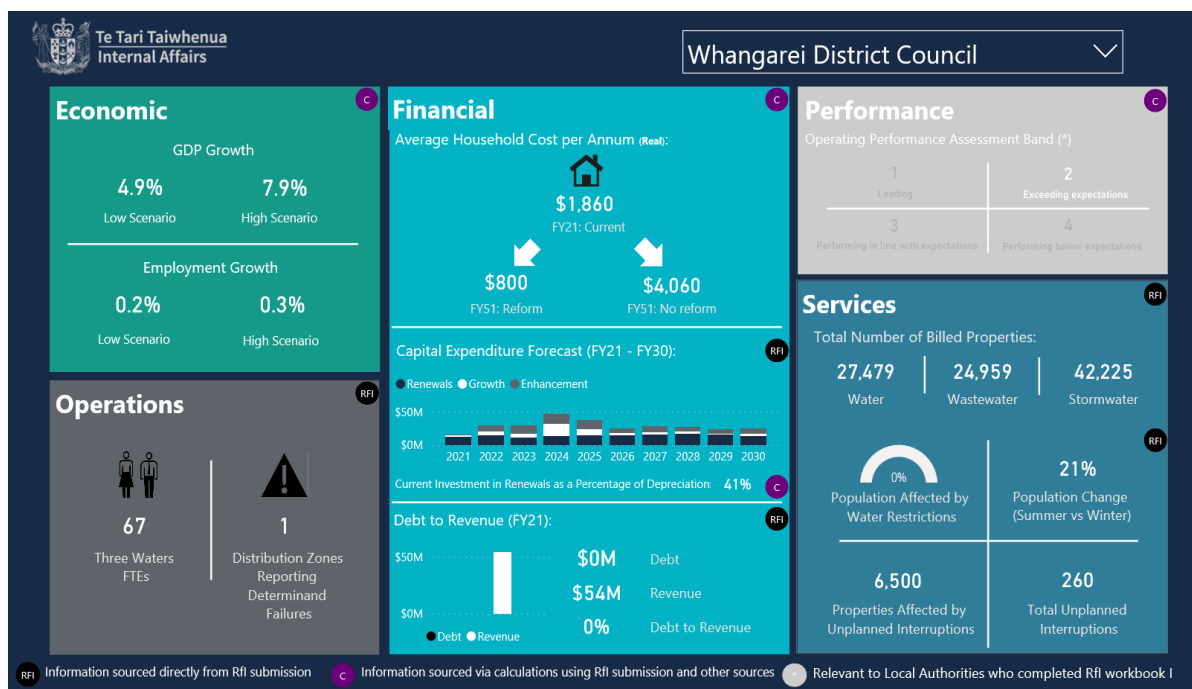 Te Tari Taiwhenua
Internal Affairs
Whangarei District Council
Economic
C
GDP Growth
4.9%
7.9%
Low Scenario
High Scenario
Employment Growth
0.2%
0.3%
Low Scenario
High Scenario
Operations
RFI
67
Three Waters
FTEs
1
Distribution Zones
Reporting
Determinand
Failures
Financial
C
Average Household Cost per Annum (Real):
$1,860
FY21: Current
$800
$4,060
FY51: Reform
FY51: No reform
Capital Expenditure Forecast (FY21 - FY30):
RFI
Renewals Growth Enhancement
$50M
$0M
2021 2022 2023 2024 2025 2026 2027 2028 2029 2030
Current Investment in Renewals as a Percentage of Depreciation: 41%
C
Debt to Revenue (FY21):
RFI
$50M
$0M
Debt Revenue
$0M Debt
$54M Revenue
0% Debt to Revenue
Performance
C
Operating Performance Assessment Band (*)
1
Leading
2
Exceeding expectations
3
Performing in line with expectations
4
Performing below expectations
Services
RFI
Total Number of Billed Properties:
27,479
24,959
42,225
Water
Wastewater
Stormwater
RFI
0%
Population Affected by
Water Restrictions
21%
Population Change
(Summer vs Winter)
6,500
Properties Affected by
Unplanned Interruptions
260
Total Unplanned
Interruptions
RFI Information sourced directly from RfI submission
C Information sourced via calculations using RfI submission and other sources
* Relevant to Local Authorities who completed RfI workbook I